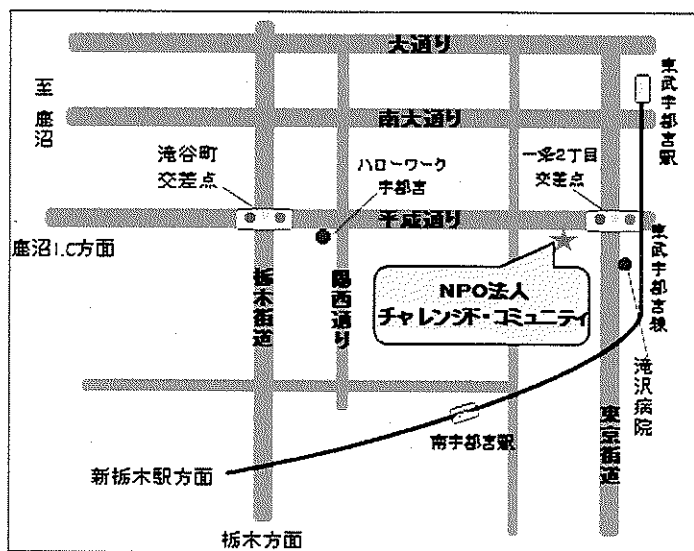 大通り
至 鹿沼
東武宇都宮駅
南大通り
滝谷町
交差点
ハローワーク
宇都宮
一条2丁目
交差点
平成通り
鹿沼I.C方面
栃木街道
陽西通り
NPO法人
チャレンジド・コミュニティ
東武宇都宮線
滝沢病院
東京街道
南宇都宮駅
新栃木駅方面
栃木方面